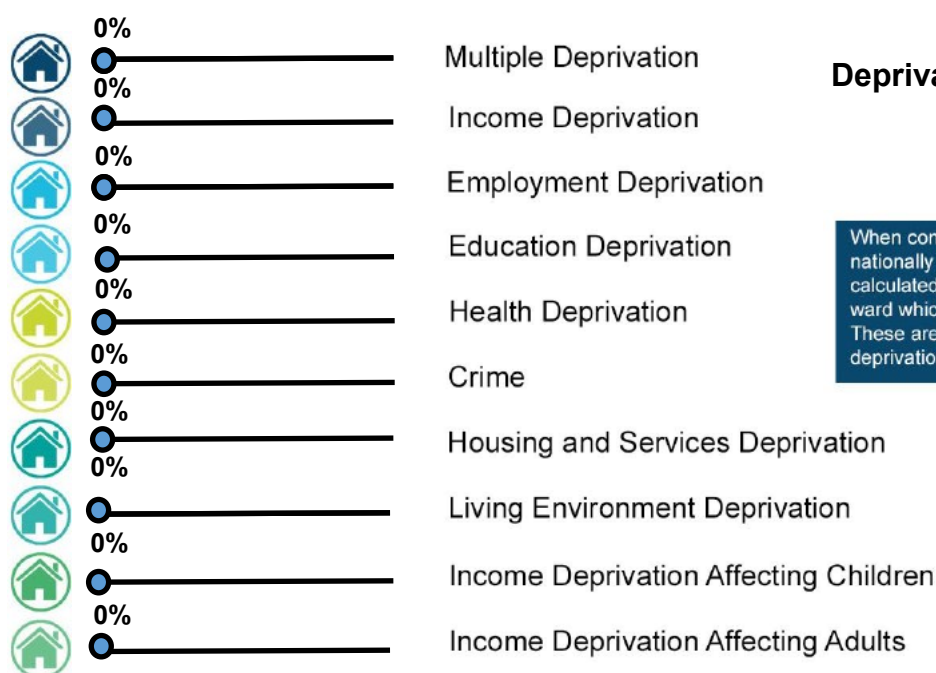 0%
Multiple Deprivation
Depriva
0%
Income Deprivation
0%
Employment Deprivation
0%
Education Deprivation
When con
nationally
calculated
ward whic
These are
deprivatio
0%
Health Deprivation
0%
Crime
0%
Housing and Services Deprivation
0%
Living Environment Deprivation
0%
Income Deprivation Affecting Children
0%
Income Deprivation Affecting Adults